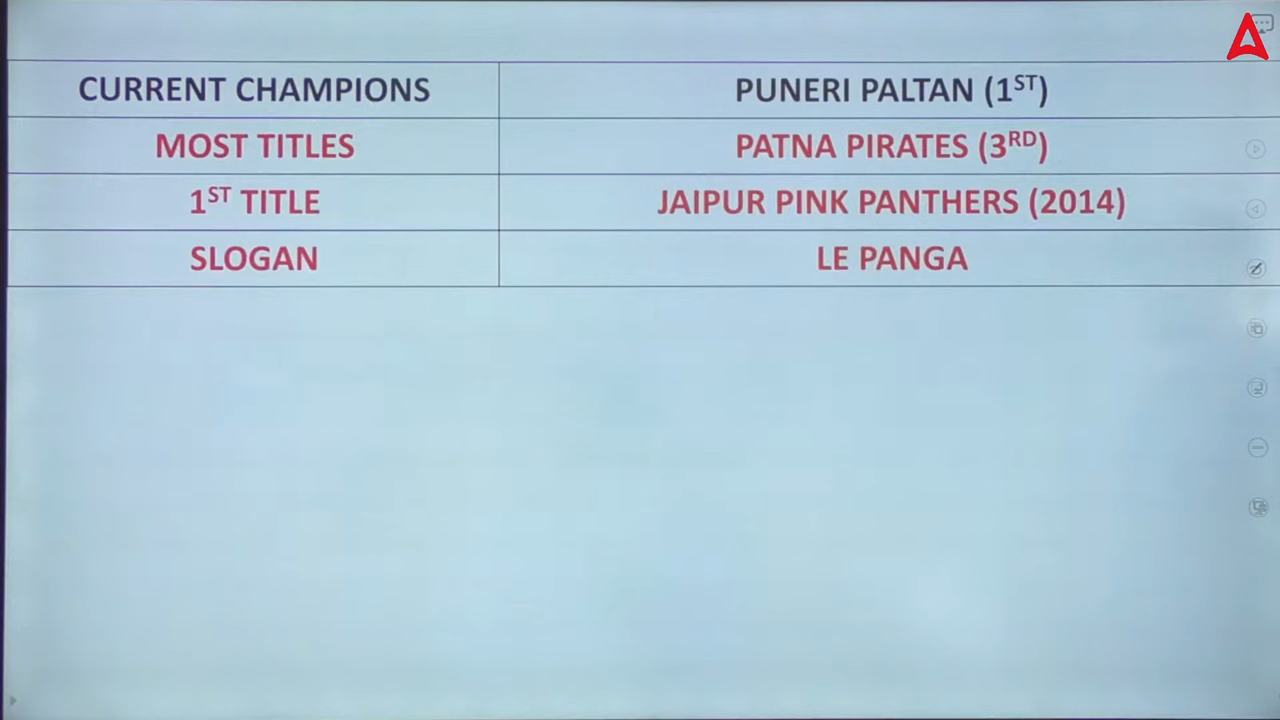 CURRENT CHAMPIONS PUNERI PALTAN (1ST)
MOST TITLES PATNA PIRATES (3RD)
1ST TITLE JAIPUR PINK PANTHERS (2014)
SLOGAN LE PANGA